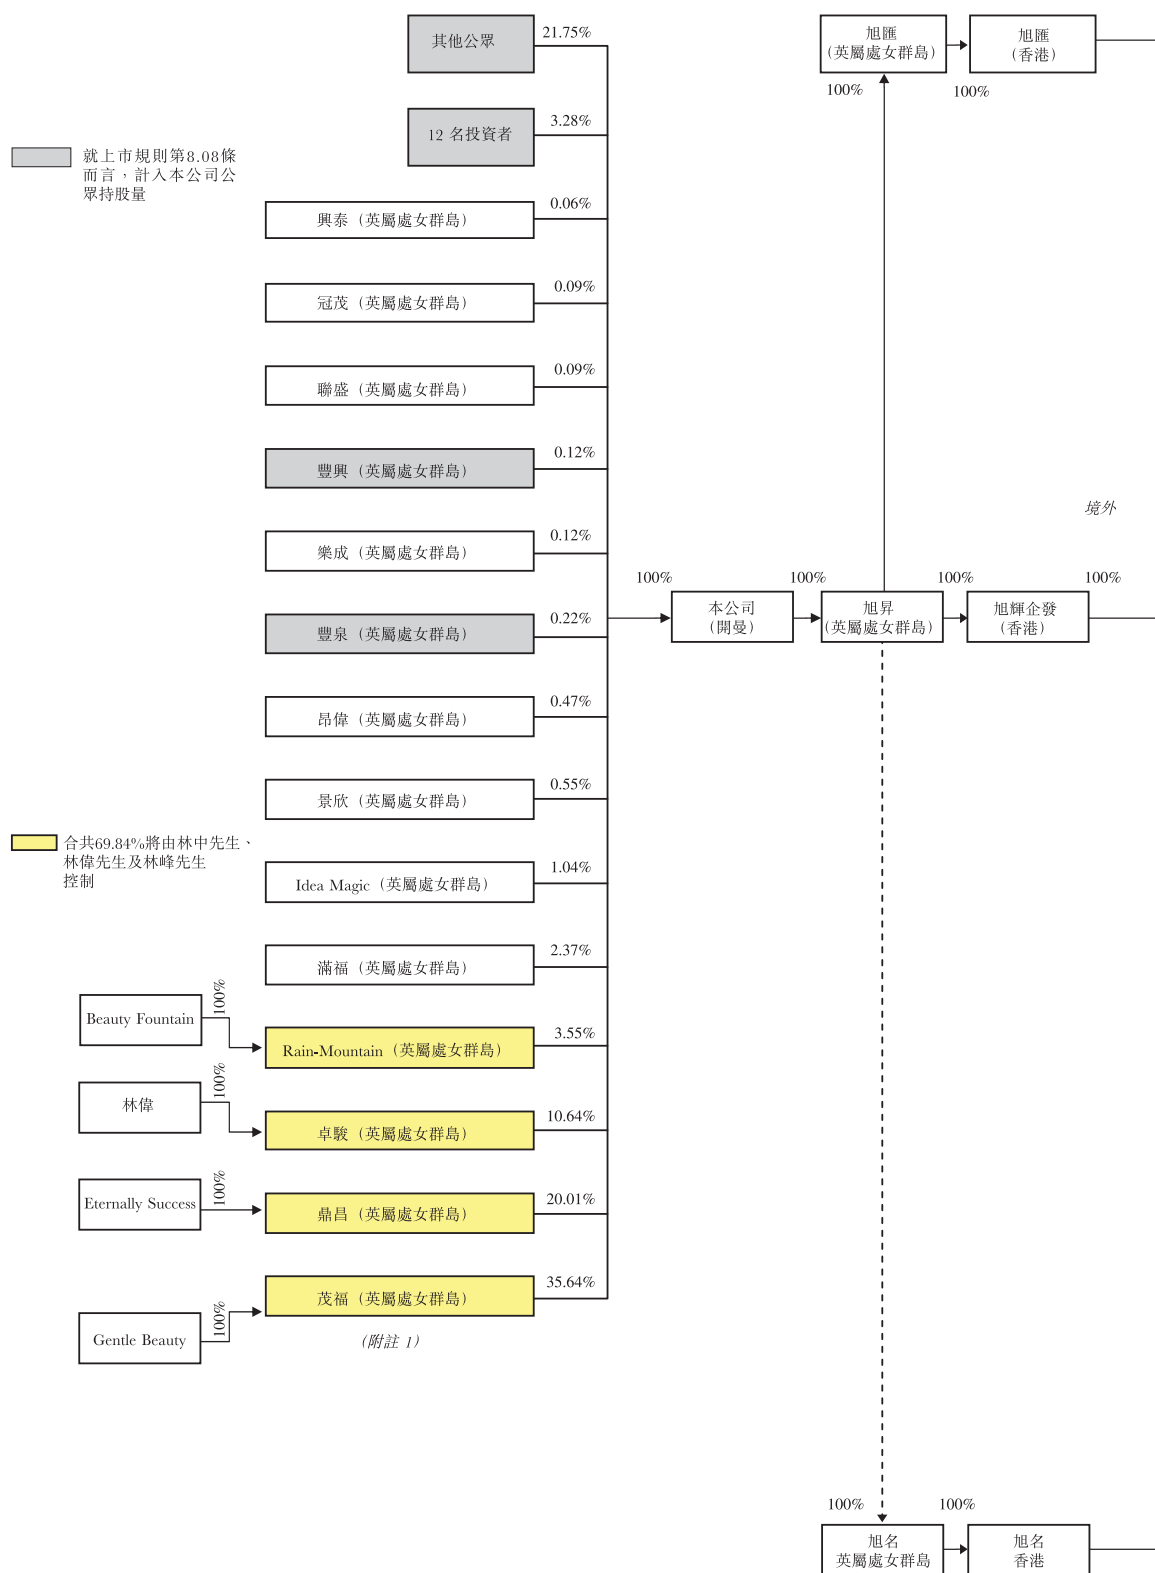 其他公眾
21.75%
12 名投資者
3.28%
就上市規則第8.08條
而言，計入本公司公
眾持股量
興泰（英屬處女群島）
0.06%
冠茂（英屬處女群島）
0.09%
聯盛（英屬處女群島）
0.09%
豐興（英屬處女群島）
0.12%
樂成（英屬處女群島）
0.12%
豐泉（英屬處女群島）
0.22%
昂偉（英屬處女群島）
0.47%
景欣（英屬處女群島）
0.55%
合共69.84%將由林中先生、
林偉先生及林峰先生
控制
Idea Magic（英屬處女群島）
1.04%
滿福（英屬處女群島）
2.37%
Beauty Fountain
100%
Rain-Mountain（英屬處女群島）
3.55%
林偉
100%
卓駿（英屬處女群島）
10.64%
Eternally Success
100%
鼎昌（英屬處女群島）
20.01%
Gentle Beauty
100%
茂福（英屬處女群島）
35.64%
（附註 1）
100%
本公司
（開曼）
100%
旭昇
（英屬處女群島）
100%
旭輝企發
（香港）
100%
境外
旭匯
（英屬處女群島）
100%
旭匯
（香港）
100%
100%
旭名
英屬處女群島
100%
旭名
香港